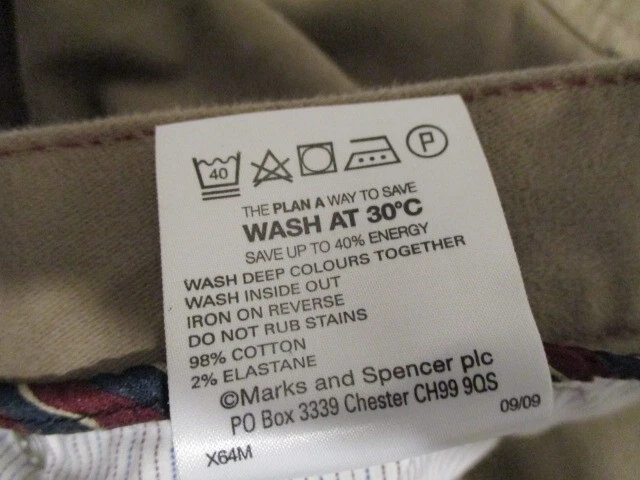 40 P
THE PLAN A WAY TO SAVE
WASH AT 30°C
SAVE UP TO 40% ENERGY
WASH DEEP COLOURS TOGETHER
WASH INSIDE OUT
IRON ON REVERSE
DO NOT RUB STAINS
98% COTTON
2% ELASTANE
©Marks and Spencer plc
PO Box 3339 Chester CH99 9QS
09/09
X64M